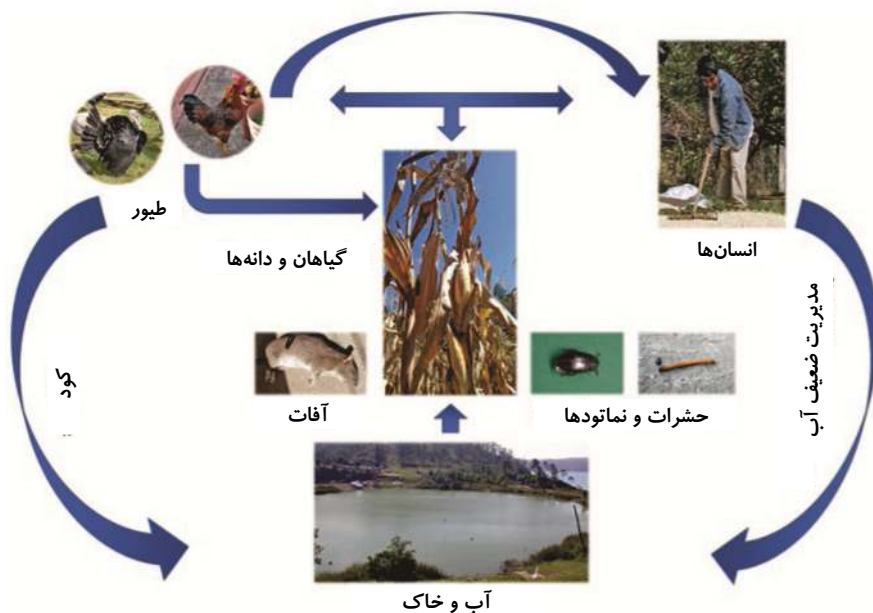 طیور
گیاهان و دانه‌ها
انسان‌ها
کود
مدیریت ضعیف آب
آفات
حشرات و نماتودها
آب و خاک